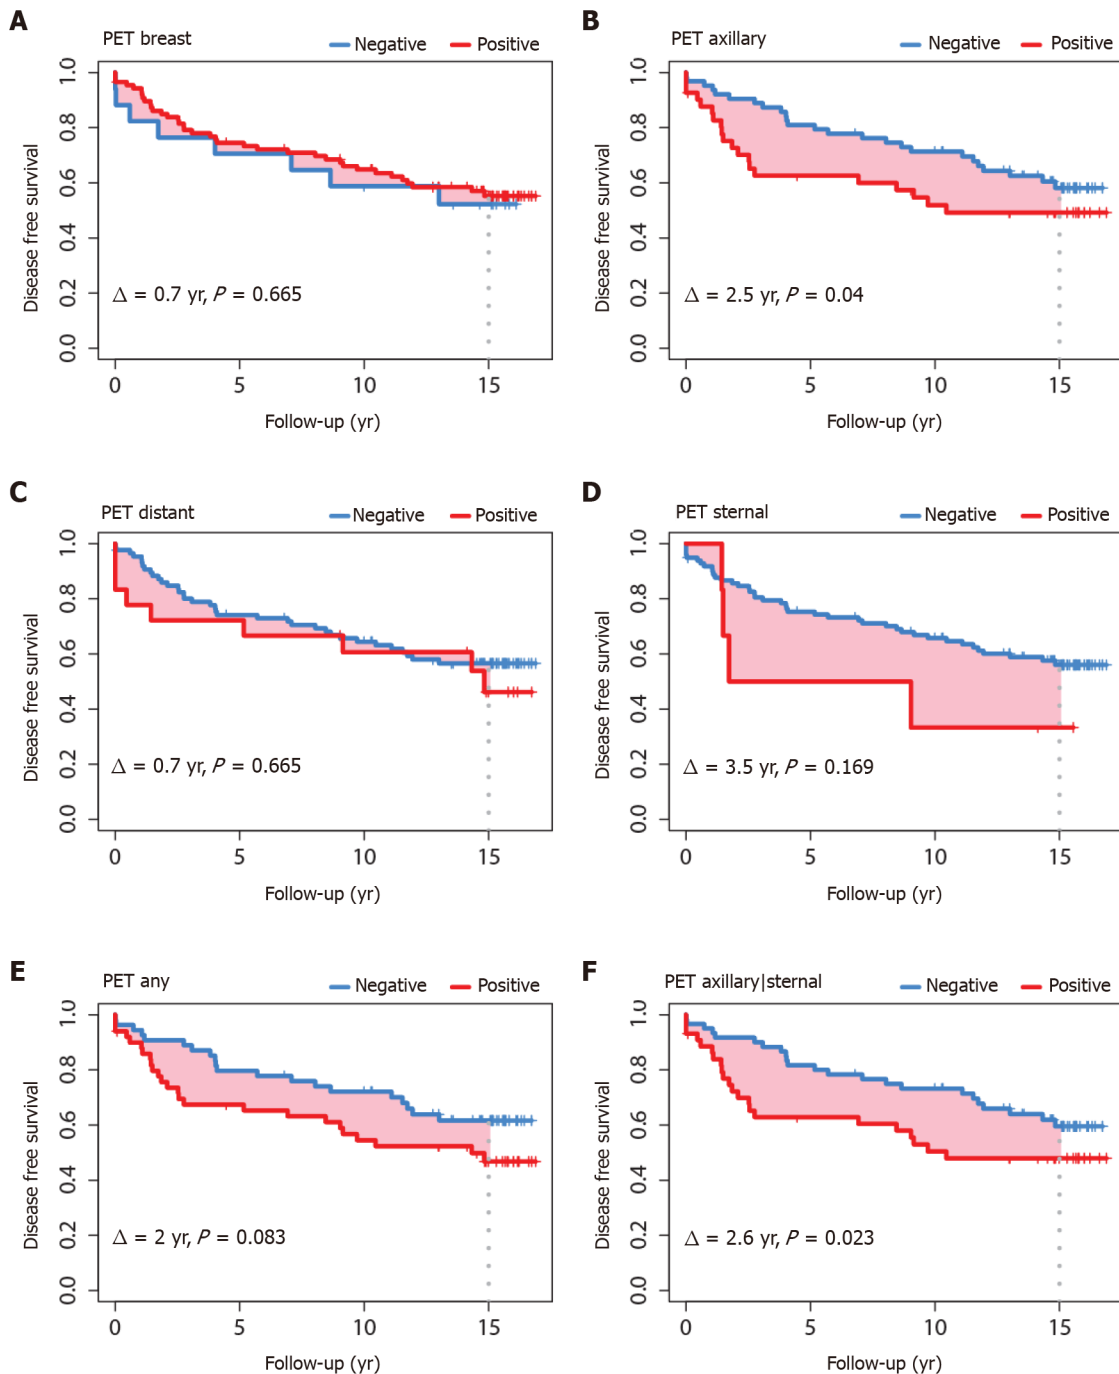 A
PET breast
Negative Positive
Disease free survival
1.0
0.8
0.6
0.4
0.2
0.0
Δ = 0.7 yr, P = 0.665
0 5 10 15
Follow-up (yr)
B
PET axillary
Negative Positive
Disease free survival
1.0
0.8
0.6
0.4
0.2
0.0
Δ = 2.5 yr, P = 0.04
0 5 10 15
Follow-up (yr)
C
PET distant
Negative Positive
Disease free survival
1.0
0.8
0.6
0.4
0.2
0.0
Δ = 0.7 yr, P = 0.665
0 5 10 15
Follow-up (yr)
D
PET sternal
Negative Positive
Disease free survival
1.0
0.8
0.6
0.4
0.2
0.0
Δ = 3.5 yr, P = 0.169
0 5 10 15
Follow-up (yr)
E
PET any
Negative Positive
Disease free survival
1.0
0.8
0.6
0.4
0.2
0.0
Δ = 2 yr, P = 0.083
0 5 10 15
Follow-up (yr)
F
PET axillary|sternal
Negative Positive
Disease free survival
1.0
0.8
0.6
0.4
0.2
0.0
Δ = 2.6 yr, P = 0.023
0 5 10 15
Follow-up (yr)